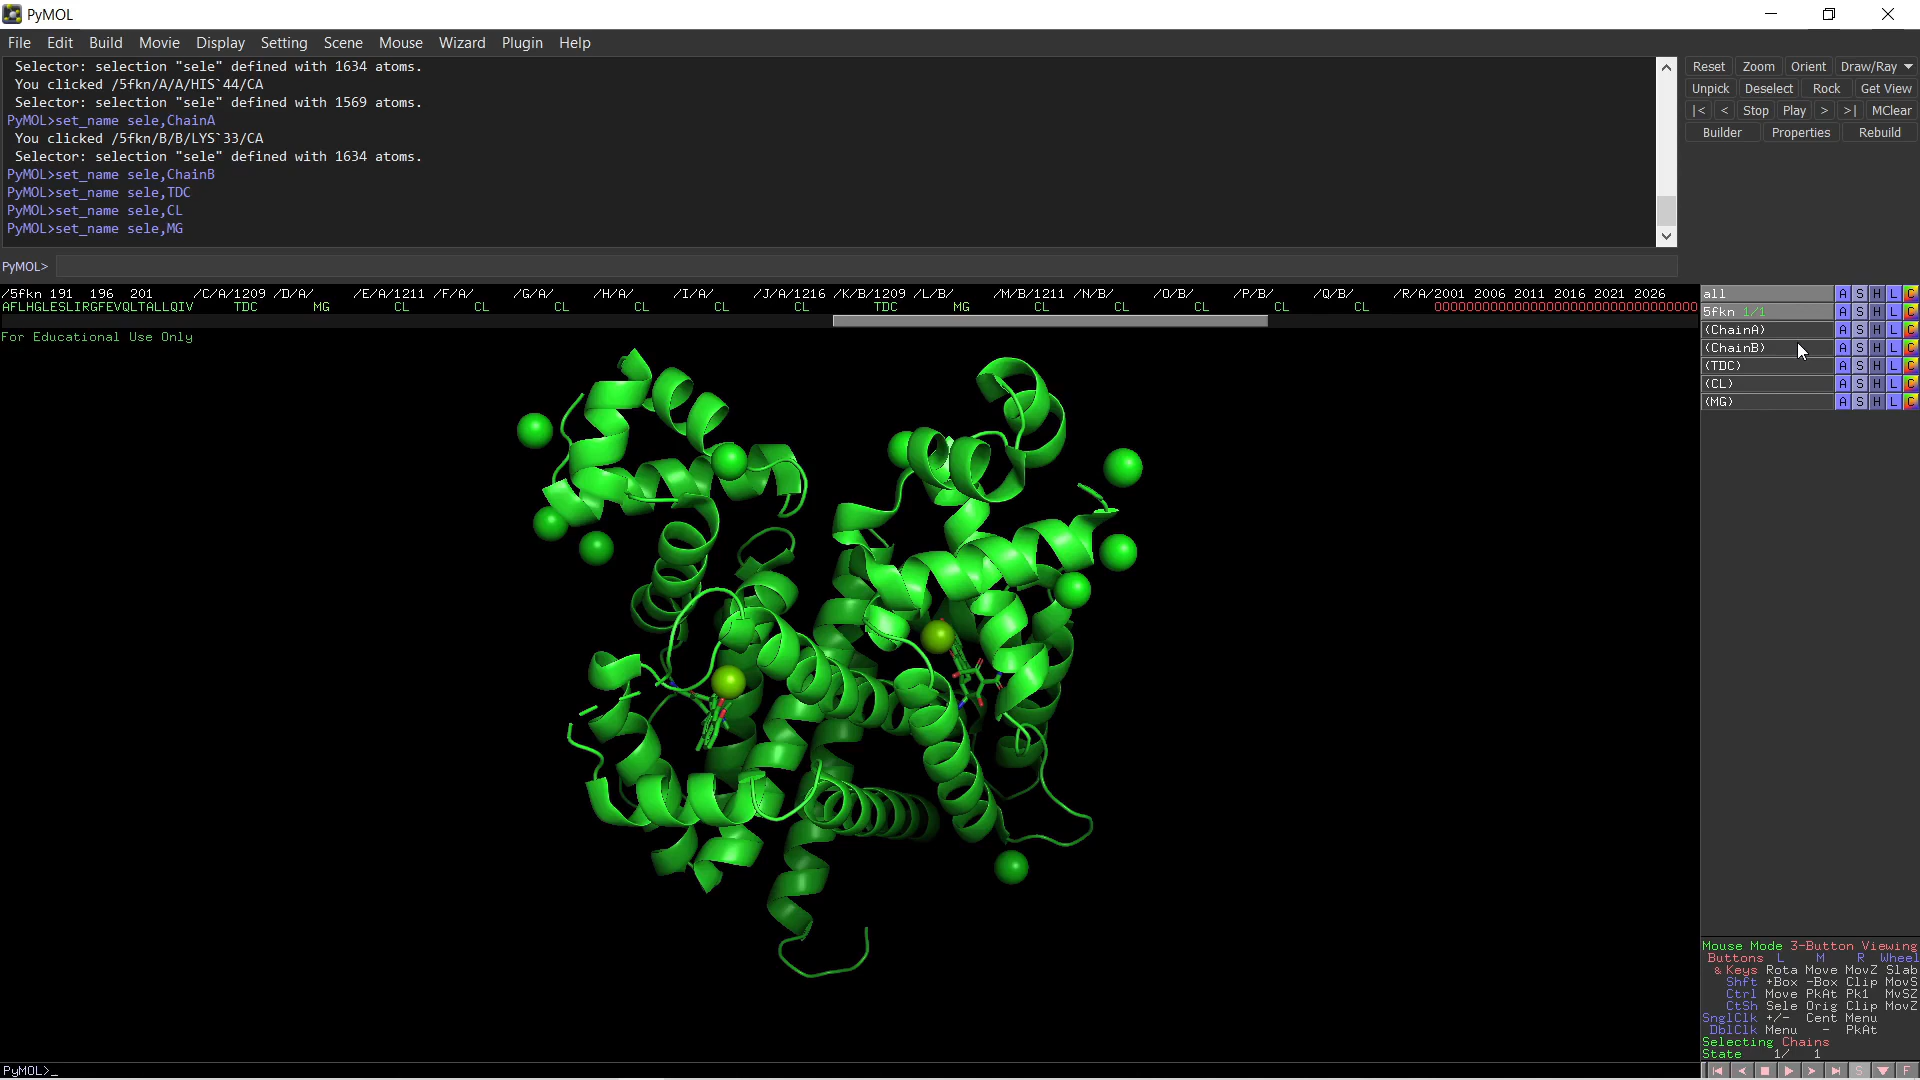 PyMOL
File Edit Build Movie Display Setting Scene Mouse Wizard Plugin Help
Selector: selection "sele" defined with 1634 atoms.
You clicked /5fkn/A/A/HIS`44/CA
Selector: selection "sele" defined with 1569 atoms.
PyMOL>set_name sele,ChainA
You clicked /5fkn/B/B/LYS`33/CA
Selector: selection "sele" defined with 1634 atoms.
PyMOL>set_name sele,ChainB
PyMOL>set_name sele,TDC
PyMOL>set_name sele,CL
PyMOL>set_name sele,MG
PyMOL>
Reset Zoom Orient Draw/Ray
Unpick Deselect Rock Get View
|< < Stop Play > >| MClear
Builder Properties Rebuild
/5fkn 191 196 201 /C/A/1209 /D/A/ /E/A/1211 /F/A/ /G/A/ /H/A/ /I/A/ /J/A/1216 /K/B/1209 /L/B/ /M/B/1211 /N/B/ /O/B/ /P/B/ /Q/B/ /R/A/2001 2006 2011 2016 2021 2026
AFLHGLESLIRGFEVQLTALLQIV TDC MG CL CL CL CL CL CL TDC MG CL CL CL CL CL OOOOOOOOOOOOOOOOOOOOOOOOOOOOOOOOO
For Educational Use Only
all A S H L C
5fkn 1/1 A S H L C
(ChainA) A S H L C
(ChainB) A S H L C
(TDC) A S H L C
(CL) A S H L C
(MG) A S H L C
Mouse Mode 3-Button Viewing
Buttons L M R Wheel
& Keys Rota Move MovZ Slab
Shft +Box -Box Clip MovS
Ctrl Move PkAt Pk1 MvSZ
CtSh Sele Orig Clip MovZ
SnglClk +/- Cent Menu
DblClk Menu - PkAt
Selecting Chains
State 1/ 1
PyMOL>_
S F